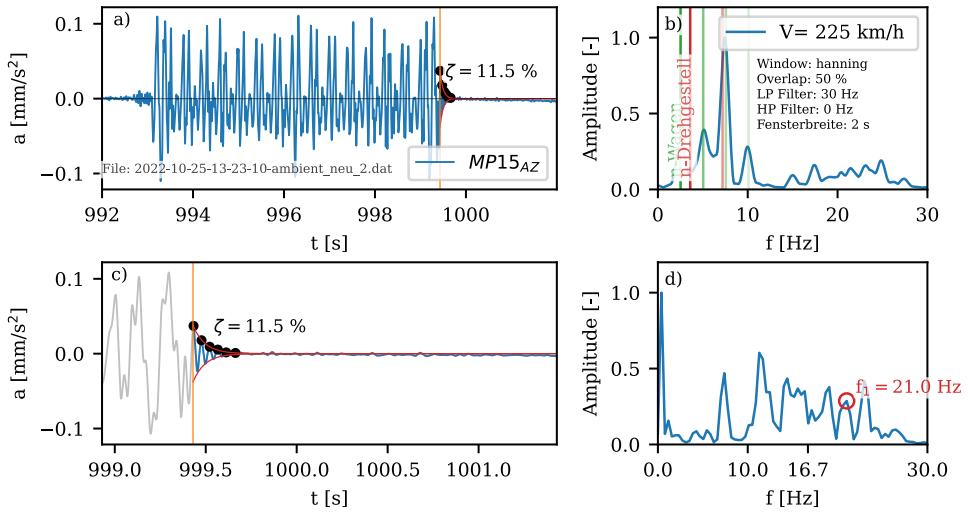 a)
a [mm/s²]
0.1
0.0
−0.1
ζ = 11.5 %
File: 2022-10-25-13-23-10-ambient_neu_2.dat
MP15_AZ
992
994
996
998
1000
t [s]
b)
Amplitude [-]
1.0
0.5
0.0
V= 225 km/h
Window: hanning
Overlap: 50 %
LP Filter: 30 Hz
HP Filter: 0 Hz
Fensterbreite: 2 s
n-Wagen
n-Drehgestell
0
10
20
30
f [Hz]
c)
a [mm/s²]
0.1
0.0
−0.1
ζ = 11.5 %
999.0
999.5
1000.0
1000.5
1001.0
t [s]
d)
Amplitude [-]
1.0
0.5
0.0
f₁ = 21.0 Hz
0.0
10.0
16.7
30.0
f [Hz]